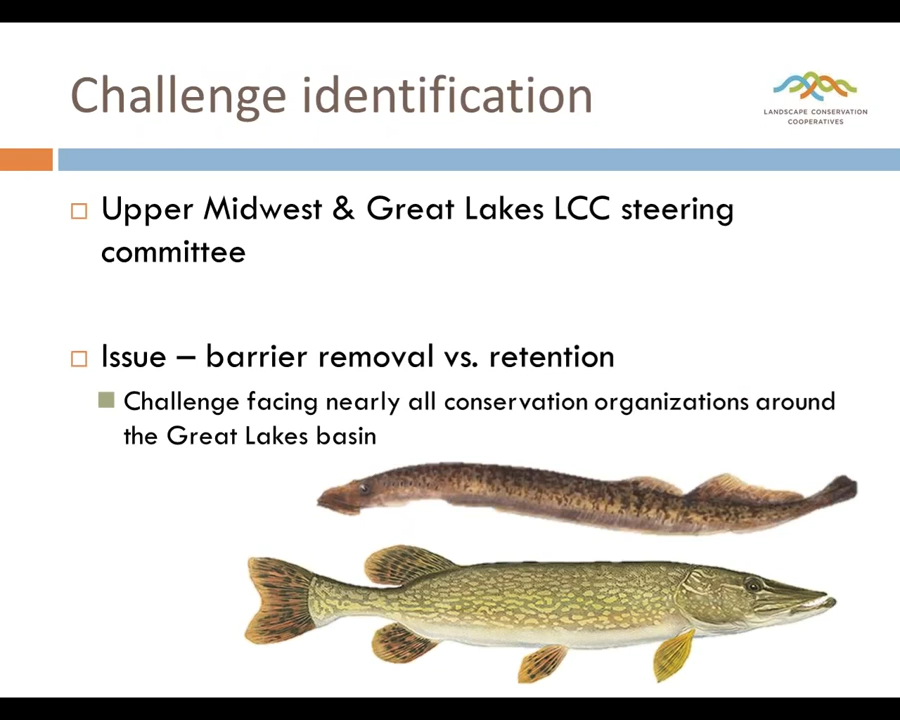 Challenge identification
LANDSCAPE CONSERVATION
COOPERATIVES
Upper Midwest & Great Lakes LCC steering
committee
Issue – barrier removal vs. retention
Challenge facing nearly all conservation organizations around
the Great Lakes basin